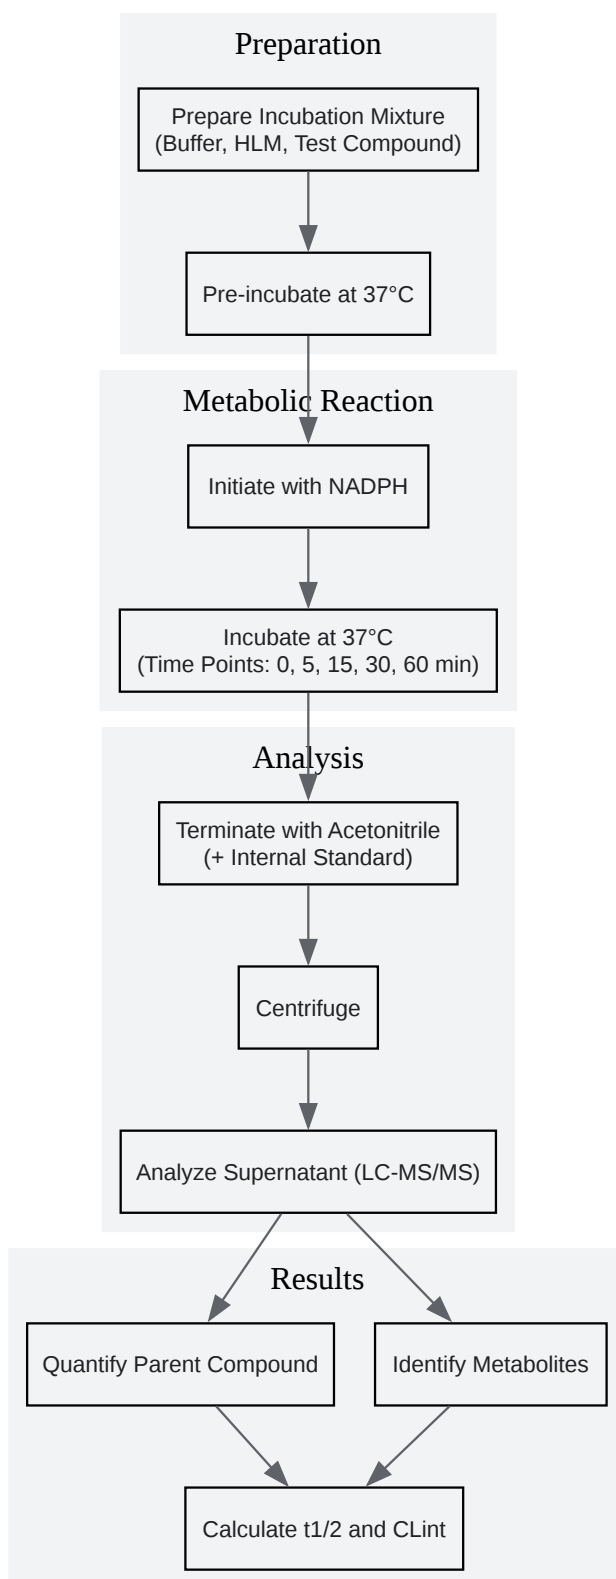 Preparation
Prepare Incubation Mixture
(Buffer, HLM, Test Compound)
Pre-incubate at 37°C
Metabolic Reaction
Initiate with NADPH
Incubate at 37°C
(Time Points: 0, 5, 15, 30, 60 min)
Analysis
Terminate with Acetonitrile
(+ Internal Standard)
Centrifuge
Analyze Supernatant (LC-MS/MS)
Results
Quantify Parent Compound
Identify Metabolites
Calculate t1/2 and CLint